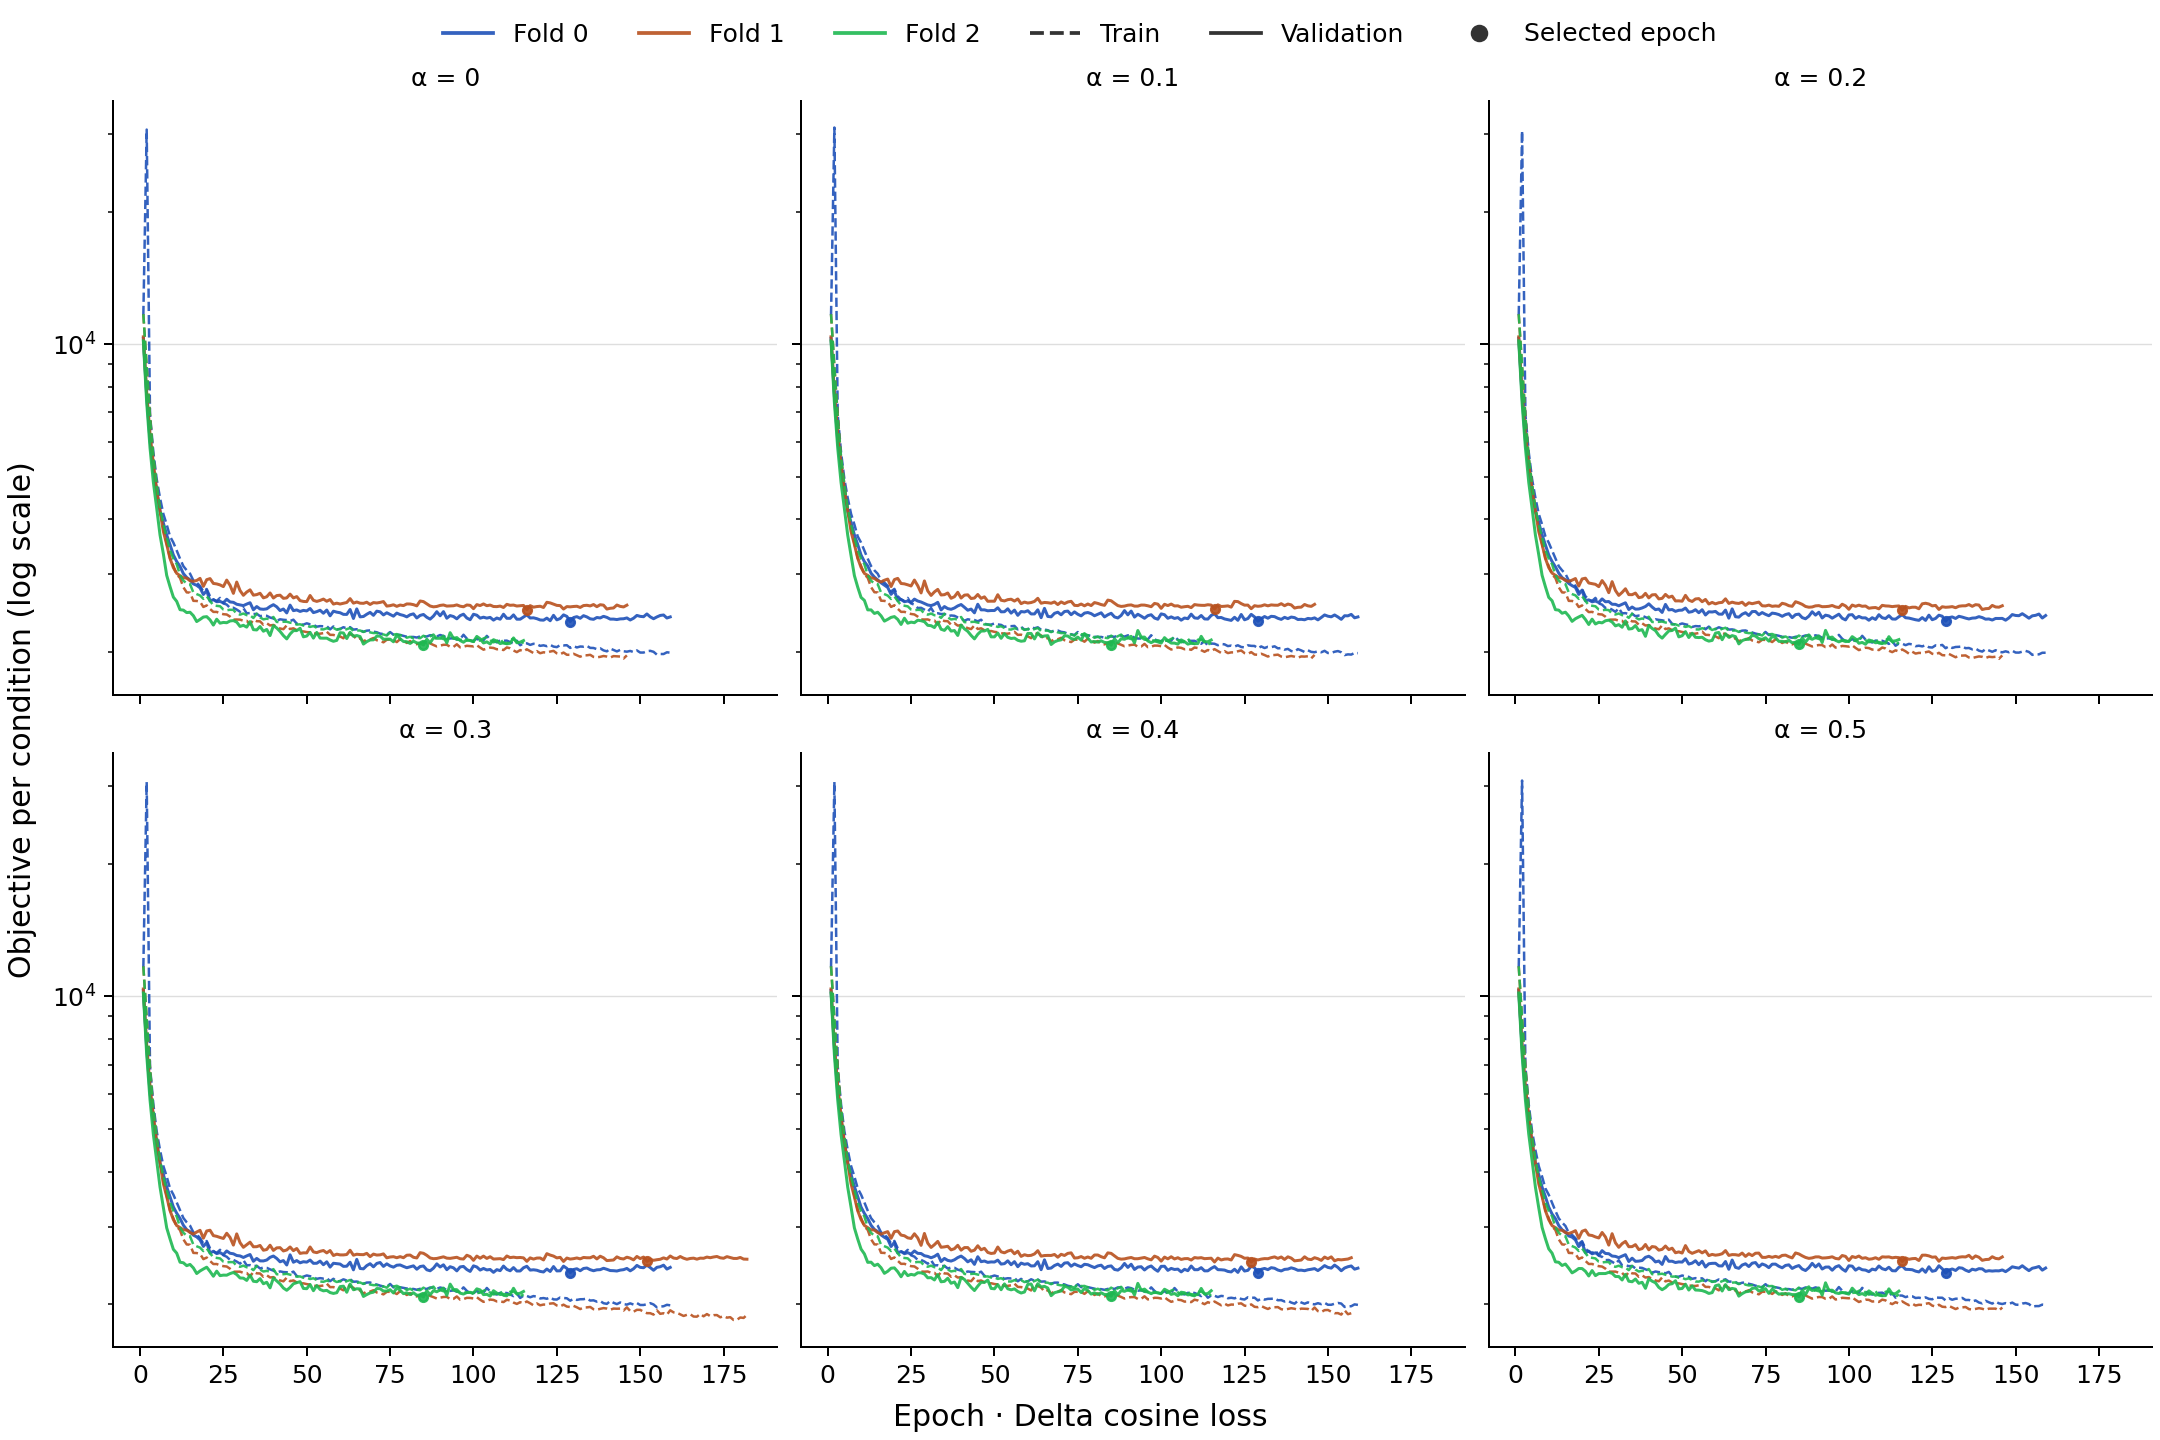 Fold 0 Fold 1 Fold 2 Train Validation Selected epoch
α = 0 α = 0.1 α = 0.2
10⁴
Objective per condition (log scale)
α = 0.3 α = 0.4 α = 0.5
10⁴
0 25 50 75 100 125 150 175 0 25 50 75 100 125 150 175 0 25 50 75 100 125 150 175
Epoch · Delta cosine loss